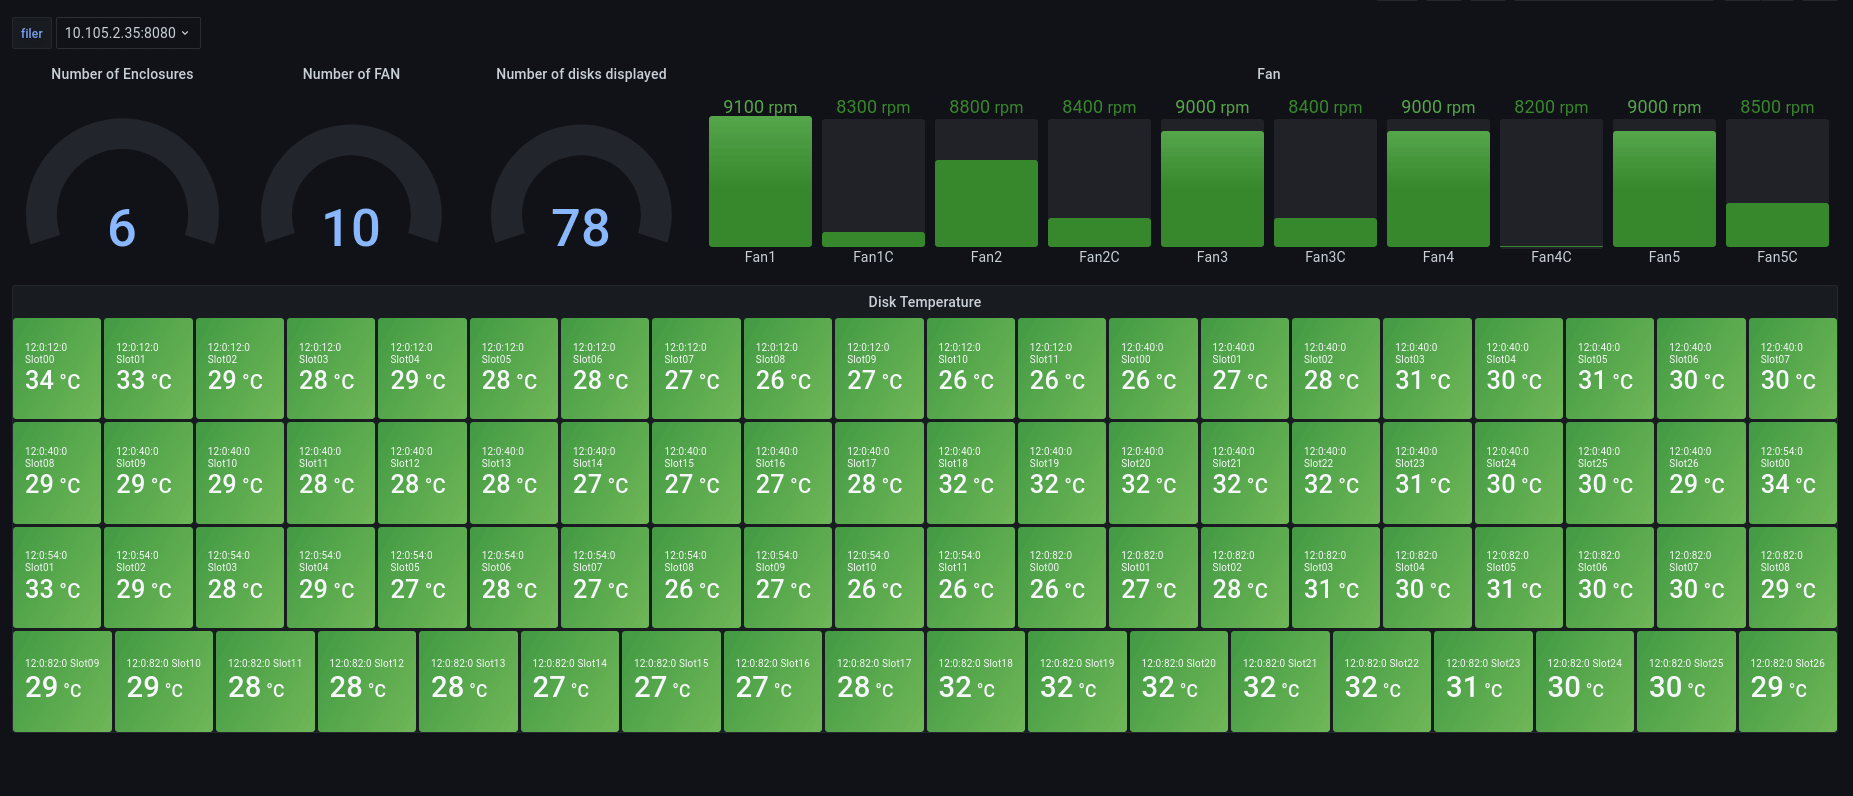 filer 10.105.2.35:8080
Number of Enclosures Number of FAN Number of disks displayed Fan
9100 rpm 8300 rpm 8800 rpm 8400 rpm 9000 rpm 8400 rpm 9000 rpm 8200 rpm 9000 rpm 8500 rpm
6 10 78
Fan1 Fan1C Fan2 Fan2C Fan3 Fan3C Fan4 Fan4C Fan5 Fan5C
Disk Temperature
12:0:12:0 12:0:12:0 12:0:12:0 12:0:12:0 12:0:12:0 12:0:12:0 12:0:12:0 12:0:12:0 12:0:12:0 12:0:12:0 12:0:12:0 12:0:12:0 12:0:40:0 12:0:40:0 12:0:40:0 12:0:40:0 12:0:40:0 12:0:40:0 12:0:40:0 12:0:40:0
Slot00 Slot01 Slot02 Slot03 Slot04 Slot05 Slot06 Slot07 Slot08 Slot09 Slot10 Slot11 Slot00 Slot01 Slot02 Slot03 Slot04 Slot05 Slot06 Slot07
34 °C 33 °C 29 °C 28 °C 29 °C 28 °C 28 °C 27 °C 26 °C 27 °C 26 °C 26 °C 26 °C 27 °C 28 °C 31 °C 30 °C 31 °C 30 °C 30 °C
12:0:40:0 12:0:40:0 12:0:40:0 12:0:40:0 12:0:40:0 12:0:40:0 12:0:40:0 12:0:40:0 12:0:40:0 12:0:40:0 12:0:40:0 12:0:40:0 12:0:40:0 12:0:40:0 12:0:40:0 12:0:40:0 12:0:40:0 12:0:40:0 12:0:40:0 12:0:54:0
Slot08 Slot09 Slot10 Slot11 Slot12 Slot13 Slot14 Slot15 Slot16 Slot17 Slot18 Slot19 Slot20 Slot21 Slot22 Slot23 Slot24 Slot25 Slot26 Slot00
29 °C 29 °C 29 °C 28 °C 28 °C 28 °C 27 °C 27 °C 27 °C 28 °C 32 °C 32 °C 32 °C 32 °C 32 °C 31 °C 30 °C 30 °C 29 °C 34 °C
12:0:54:0 12:0:54:0 12:0:54:0 12:0:54:0 12:0:54:0 12:0:54:0 12:0:54:0 12:0:54:0 12:0:54:0 12:0:54:0 12:0:54:0 12:0:82:0 12:0:82:0 12:0:82:0 12:0:82:0 12:0:82:0 12:0:82:0 12:0:82:0 12:0:82:0 12:0:82:0
Slot01 Slot02 Slot03 Slot04 Slot05 Slot06 Slot07 Slot08 Slot09 Slot10 Slot11 Slot00 Slot01 Slot02 Slot03 Slot04 Slot05 Slot06 Slot07 Slot08
33 °C 29 °C 28 °C 29 °C 27 °C 28 °C 27 °C 26 °C 27 °C 26 °C 26 °C 26 °C 27 °C 28 °C 31 °C 30 °C 31 °C 30 °C 30 °C 29 °C
12:0:82:0 Slot09 12:0:82:0 Slot10 12:0:82:0 Slot11 12:0:82:0 Slot12 12:0:82:0 Slot13 12:0:82:0 Slot14 12:0:82:0 Slot15 12:0:82:0 Slot16 12:0:82:0 Slot17 12:0:82:0 Slot18 12:0:82:0 Slot19 12:0:82:0 Slot20 12:0:82:0 Slot21 12:0:82:0 Slot22 12:0:82:0 Slot23 12:0:82:0 Slot24 12:0:82:0 Slot25 12:0:82:0 Slot26
29 °C 29 °C 28 °C 28 °C 28 °C 27 °C 27 °C 27 °C 28 °C 32 °C 32 °C 32 °C 32 °C 32 °C 31 °C 30 °C 30 °C 29 °C